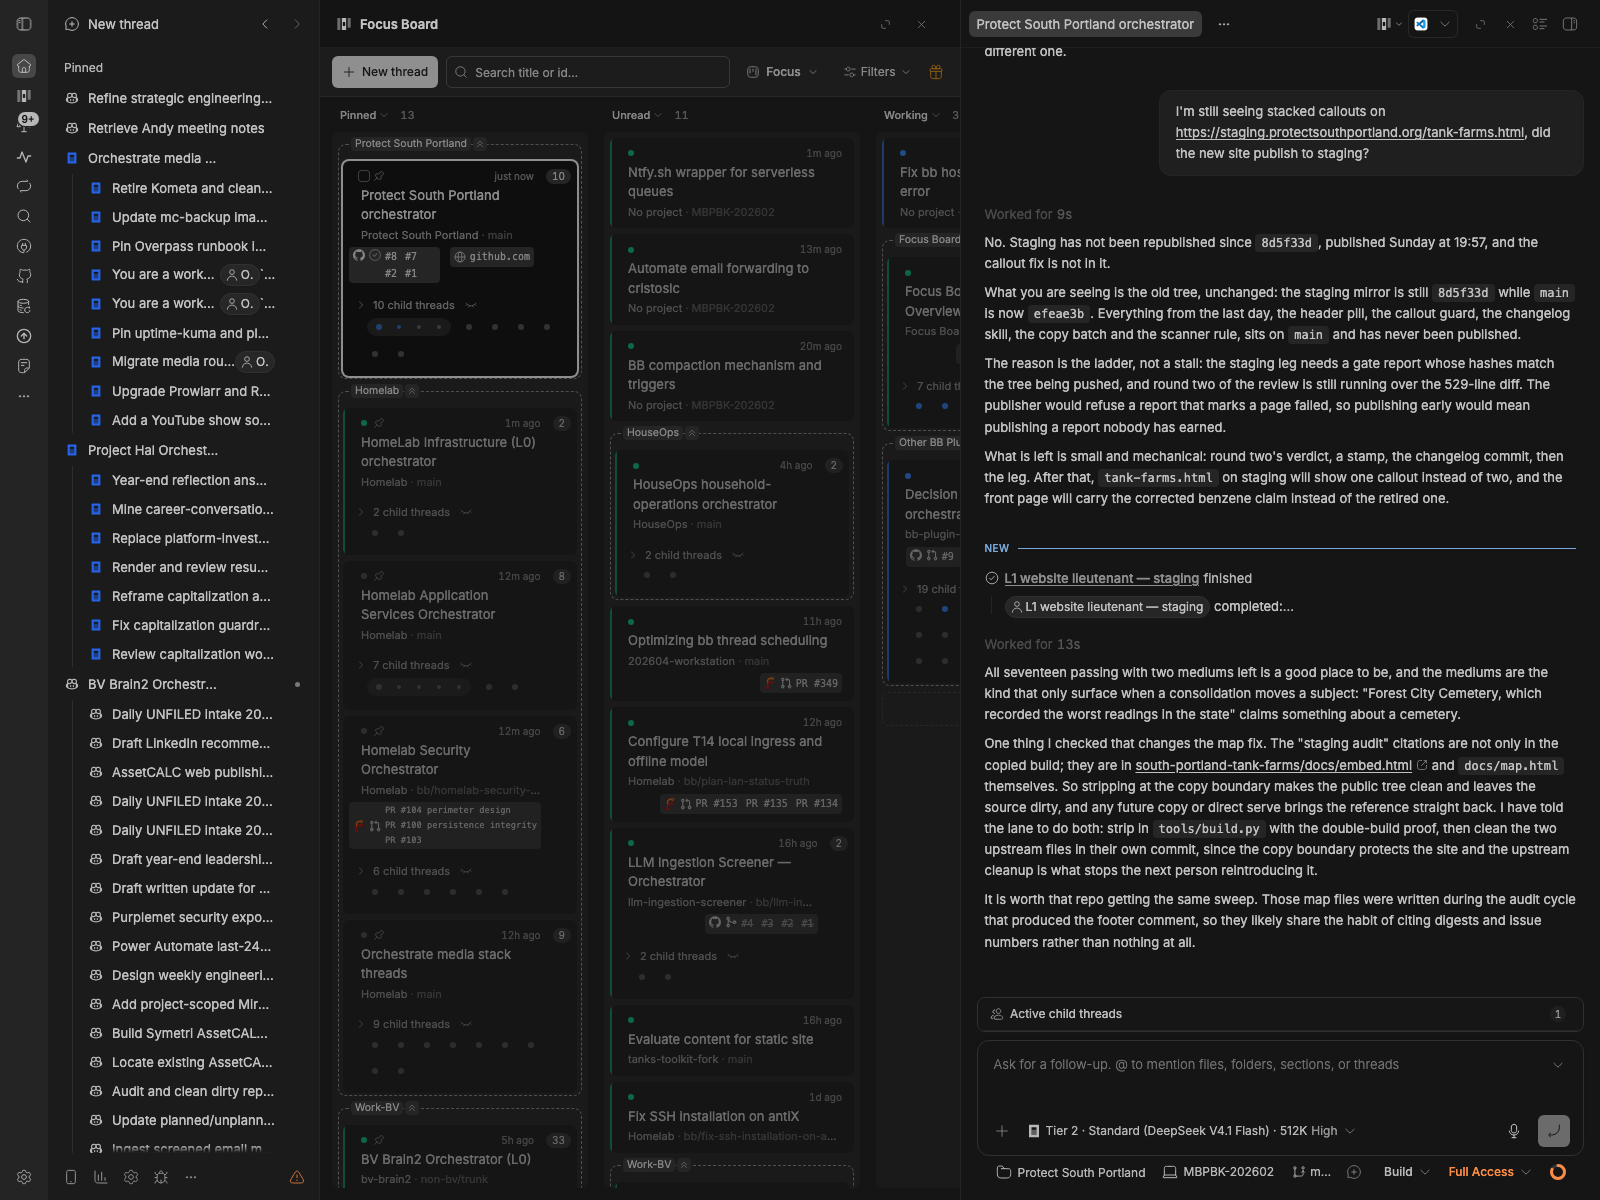 New thread
Pinned
Refine strategic engineering...
Retrieve Andy meeting notes
Orchestrate media ...
Retire Kometa and clean...
Update mc-backup ima...
Pin Overpass runbook i...
You are a work... O. `...
You are a work... O. `...
Pin uptime-kuma and pl...
Migrate media rou... O.
Upgrade Prowlarr and R...
Add a YouTube show so...
Project Hal Orchest...
Year-end reflection ans...
Mine career-conversatio...
Replace platform-invest...
Render and review resu...
Reframe capitalization a...
Fix capitalization guardr...
Review capitalization wo...
BV Brain2 Orchestr...
Daily UNFILED intake 20...
Draft LinkedIn recomme...
AssetCALC web publishi...
Daily UNFILED intake 20...
Daily UNFILED intake 20...
Draft year-end leadershi...
Draft written update for ...
Purplemet security expo...
Power Automate last-24...
Design weekly engineeri...
Add project-scoped Mir...
Build Symetri AssetCAL...
Locate existing AssetCA...
Audit and clean dirty rep...
Update planned/unplann...
Ingest screened email m...
9+
Focus Board
New thread
Search title or id...
Focus
Filters
Pinned 13
Protect South Portland
just now 10
Protect South Portland
orchestrator
Protect South Portland · main
#8 #7
#2 #1
github.com
10 child threads
Homelab
1m ago 2
HomeLab Infrastructure (L0)
orchestrator
Homelab · main
2 child threads
12m ago 8
Homelab Application
Services Orchestrator
Homelab · main
7 child threads
12m ago 6
Homelab Security
Orchestrator
Homelab · bb/homelab-security-...
PR #104 perimeter design
PR #100 persistence integrity
PR #103
6 child threads
12h ago 9
Orchestrate media stack
threads
Homelab · main
9 child threads
Work-BV
5h ago 33
BV Brain2 Orchestrator (L0)
bv-brain2 · non-bv/trunk
Unread 11
1m ago
Ntfy.sh wrapper for serverless
queues
No project · MBPBK-202602
13m ago
Automate email forwarding to
cristosic
No project · MBPBK-202602
20m ago
BB compaction mechanism and
triggers
No project · MBPBK-202602
HouseOps
4h ago 2
HouseOps household-
operations orchestrator
HouseOps · main
2 child threads
11h ago
Optimizing bb thread scheduling
202604-workstation · main
PR #349
12h ago
Configure T14 local ingress and
offline model
Homelab · bb/plan-lan-status-truth
PR #153 PR #135 PR #134
16h ago 2
LLM Ingestion Screener —
Orchestrator
llm-ingestion-screener · bb/llm-in...
#4 #3 #2 #1
2 child threads
16h ago
Evaluate content for static site
tanks-toolkit-fork · main
1d ago
Fix SSH installation on antiX
Homelab · bb/fix-ssh-installation-on-a...
Work-BV
Working 3
Fix bb hos
error
No project ·
Focus Board
Focus Bo
Overview
Focus Boa
7 child t
Other BB Plu
Decision
orchestra
bb-plugin-
#9
19 child
Protect South Portland orchestrator
different one.
I'm still seeing stacked callouts on
https://staging.protectsouthportland.org/tank-farms.html, did
the new site publish to staging?
Worked for 9s
No. Staging has not been republished since 8d5f33d , published Sunday at 19:57, and the
callout fix is not in it.
What you are seeing is the old tree, unchanged: the staging mirror is still 8d5f33d while main
is now efeae3b . Everything from the last day, the header pill, the callout guard, the changelog
skill, the copy batch and the scanner rule, sits on main and has never been published.
The reason is the ladder, not a stall: the staging leg needs a gate report whose hashes match
the tree being pushed, and round two of the review is still running over the 529-line diff. The
publisher would refuse a report that marks a page failed, so publishing early would mean
publishing a report nobody has earned.
What is left is small and mechanical: round two's verdict, a stamp, the changelog commit, then
the leg. After that, tank-farms.html on staging will show one callout instead of two, and the
front page will carry the corrected benzene claim instead of the retired one.
NEW
L1 website lieutenant — staging finished
L1 website lieutenant — staging completed:...
Worked for 13s
All seventeen passing with two mediums left is a good place to be, and the mediums are the
kind that only surface when a consolidation moves a subject: "Forest City Cemetery, which
recorded the worst readings in the state" claims something about a cemetery.
One thing I checked that changes the map fix. The "staging audit" citations are not only in the
copied build; they are in south-portland-tank-farms/docs/embed.html and docs/map.html
themselves. So stripping at the copy boundary makes the public tree clean and leaves the
source dirty, and any future copy or direct serve brings the reference straight back. I have told
the lane to do both: strip in tools/build.py with the double-build proof, then clean the two
upstream files in their own commit, since the copy boundary protects the site and the upstream
cleanup is what stops the next person reintroducing it.
It is worth that repo getting the same sweep. Those map files were written during the audit cycle
that produced the footer comment, so they likely share the habit of citing digests and issue
numbers rather than nothing at all.
Active child threads 1
Ask for a follow-up. @ to mention files, folders, sections, or threads
Tier 2 · Standard (DeepSeek V4.1 Flash) · 512K High
Protect South Portland MBPBK-202602 m... Build Full Access